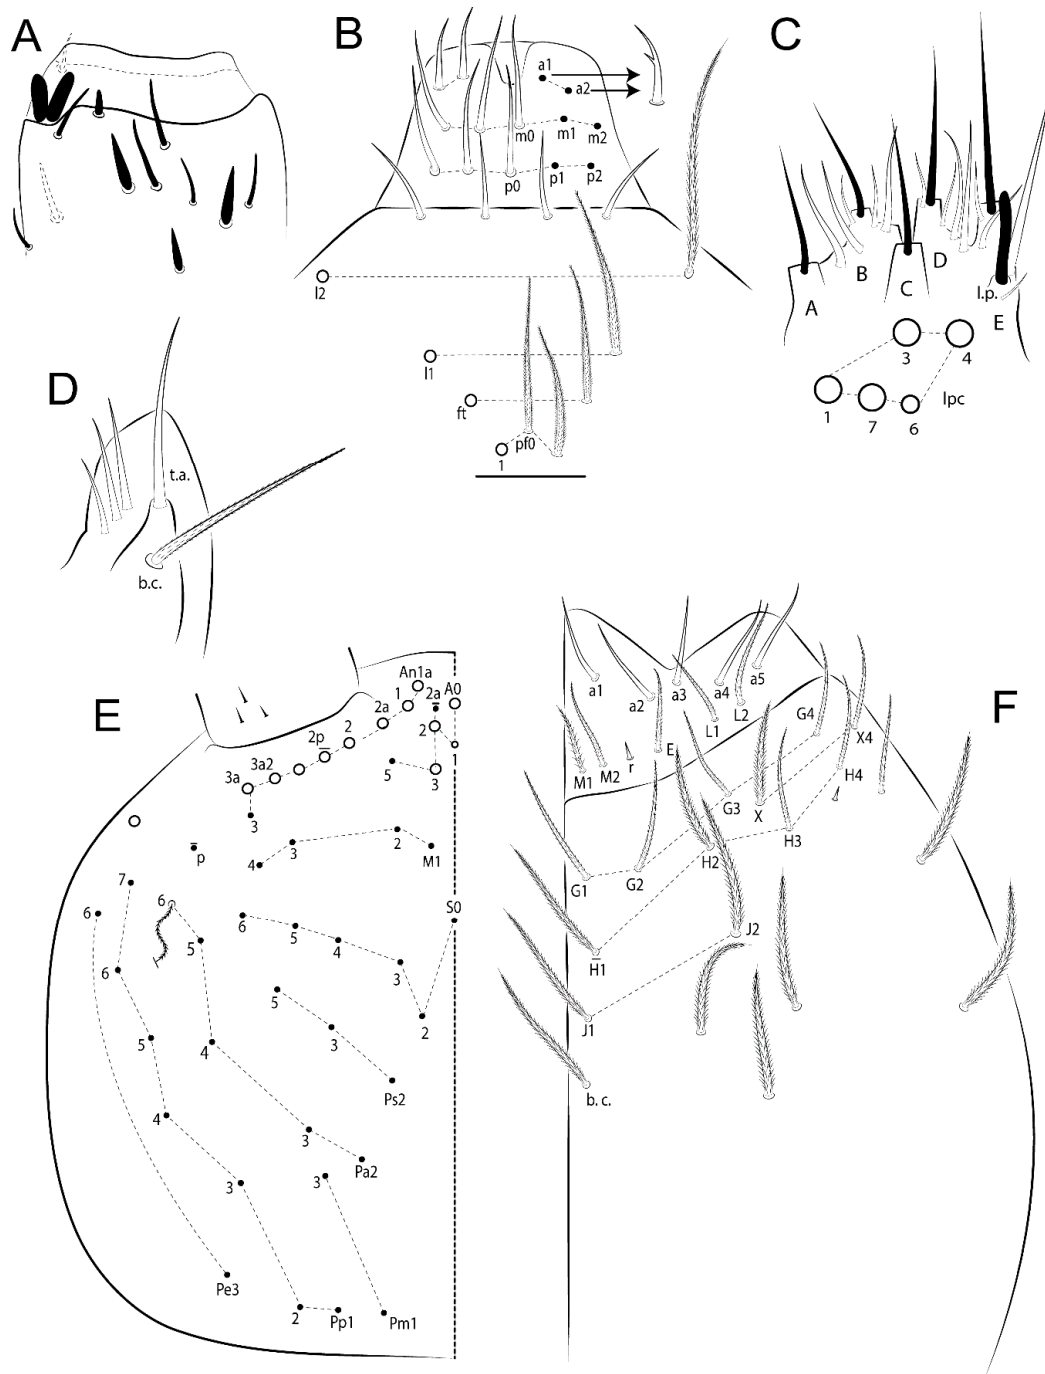 A
B
a1
a2
m0
m1
m2
p0
p1
p2
l2
l1
ft
pf0
1
C
A
B
C
D
E
l.p.
3
4
1
7
6
lpc
D
t.a.
b.c.
E
An1a
A0
1
2a
2a
2
2
2p
3a2
3a
3
5
3
4
3
2
M1
p
7
6
6
5
6
5
4
3
2
S0
6
5
4
3
2
Pp1
4
3
Pa2
5
3
Ps2
3
Pm1
Pe3
F
a1
a2
a3
a4
a5
L1
L2
M1
M2
r
E
G4
X4
H4
G3
X
H3
H2
G1
G2
H1
J2
J1
b. c.